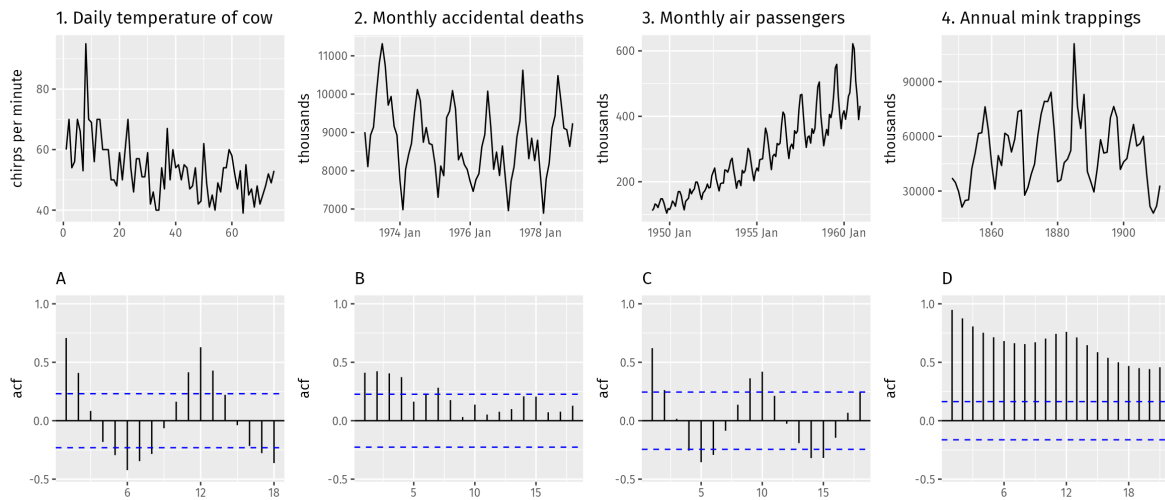 1. Daily temperature of cow
2. Monthly accidental deaths
3. Monthly air passengers
4. Annual mink trappings
chirps per minute
80
60
40
0 20 40 60
thousands
11000
10000
9000
8000
7000
1974 Jan 1976 Jan 1978 Jan
thousands
600
400
200
1950 Jan 1955 Jan 1960 Jan
thousands
90000
60000
30000
1860 1880 1900
A
acf
1.0
0.5
0.0
-0.5
6 12 18
B
acf
1.0
0.5
0.0
-0.5
5 10 15
C
acf
1.0
0.5
0.0
-0.5
5 10 15
D
acf
1.0
0.5
0.0
-0.5
6 12 18